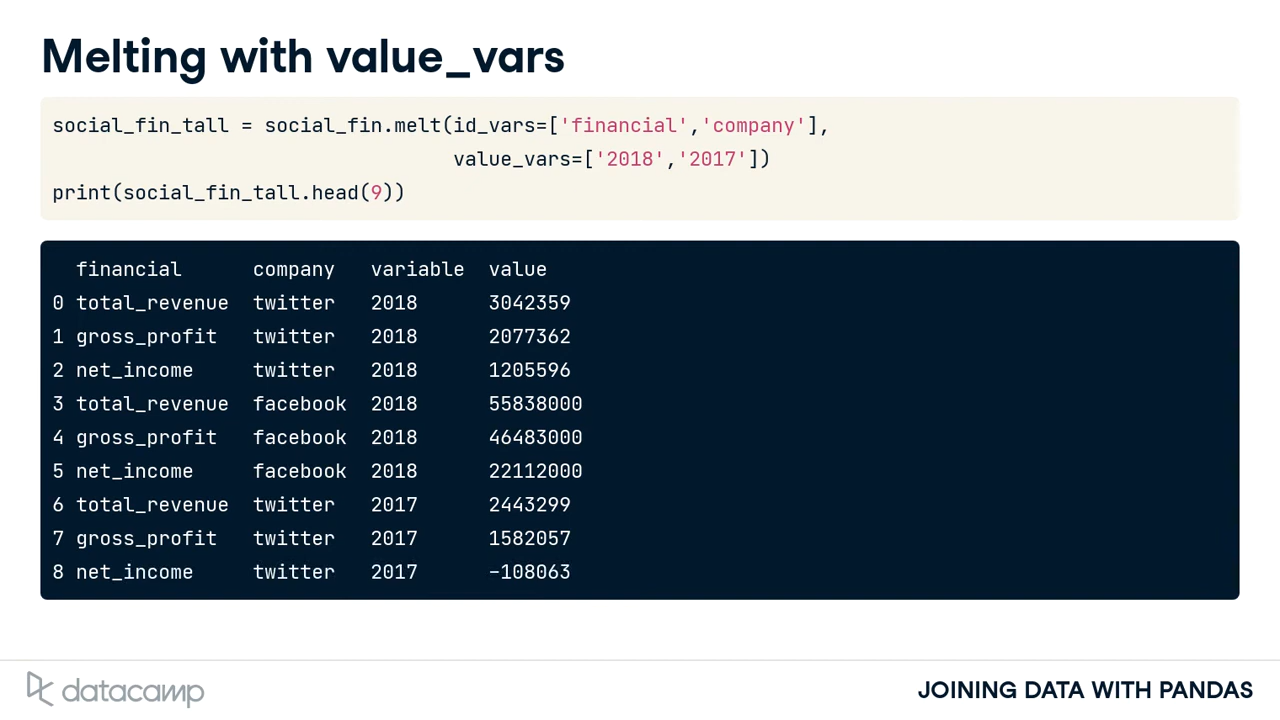 Melting with value_vars
social_fin_tall = social_fin.melt(id_vars=['financial','company'],
                                  value_vars=['2018','2017'])
print(social_fin_tall.head(9))
  financial      company   variable  value
0 total_revenue  twitter   2018      3042359
1 gross_profit   twitter   2018      2077362
2 net_income     twitter   2018      1205596
3 total_revenue  facebook  2018      55838000
4 gross_profit   facebook  2018      46483000
5 net_income     facebook  2018      22112000
6 total_revenue  twitter   2017      2443299
7 gross_profit   twitter   2017      1582057
8 net_income     twitter   2017      -108063
datacamp
JOINING DATA WITH PANDAS